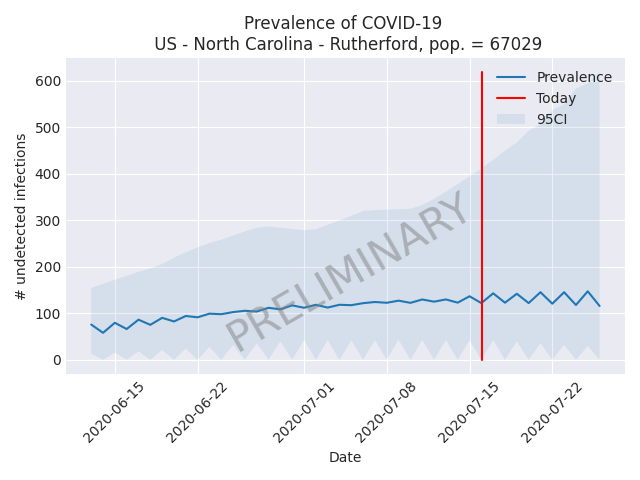 Prevalence of COVID-19
US - North Carolina - Rutherford, pop. = 67029
Prevalence
Today
95CI
# undetected infections
600
500
400
300
200
100
0
PRELIMINARY
2020-06-15
2020-06-22
2020-07-01
2020-07-08
2020-07-15
2020-07-22
Date